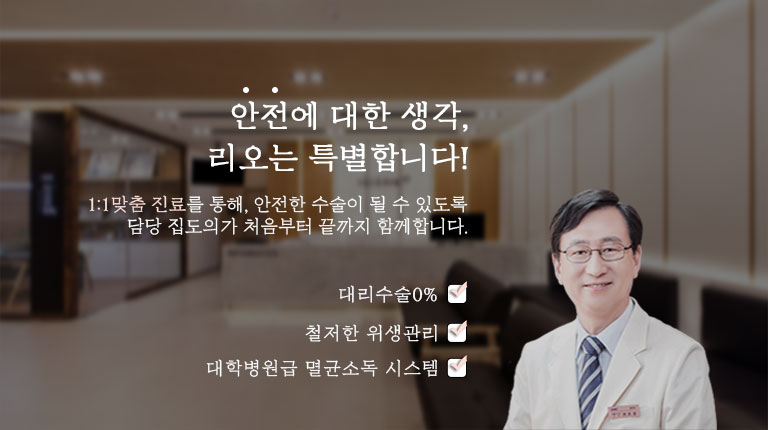 안전에 대한 생각,
리오는 특별합니다!
1:1맞춤 진료를 통해, 안전한 수술이 될 수 있도록
담당 집도의가 처음부터 끝까지 함께합니다.
대리수술0%
철저한 위생관리
대학병원급 멸균소독 시스템